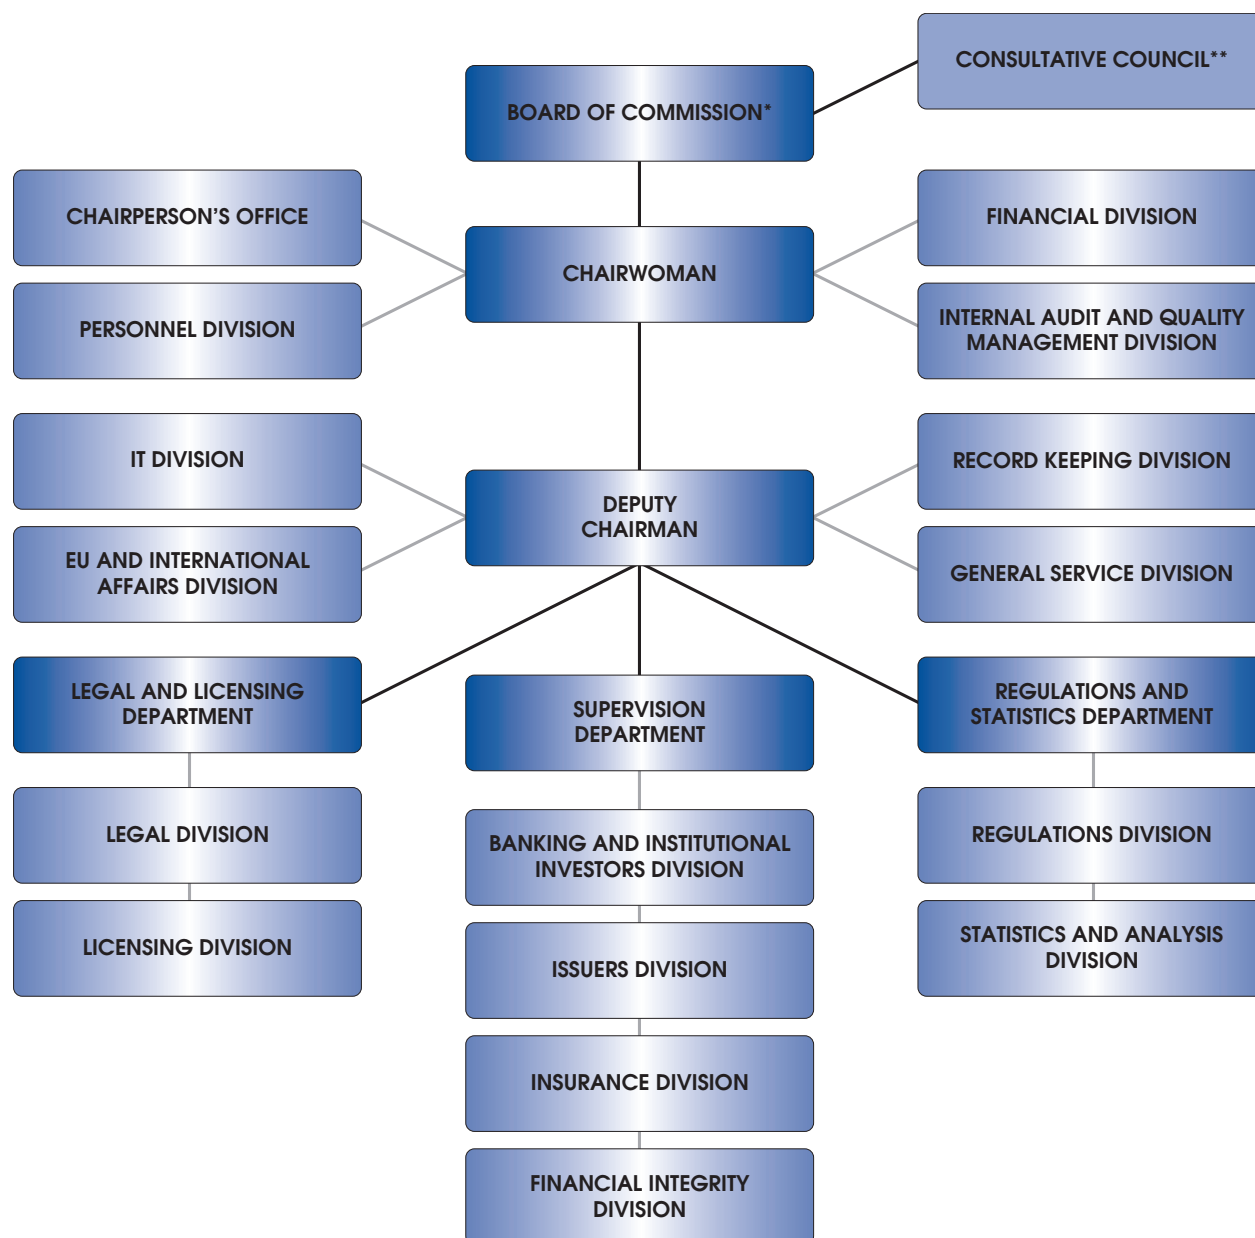 CONSULTATIVE COUNCIL**
BOARD OF COMMISSION*
CHAIRPERSON'S OFFICE
FINANCIAL DIVISION
CHAIRWOMAN
PERSONNEL DIVISION
INTERNAL AUDIT AND QUALITY
MANAGEMENT DIVISION
IT DIVISION
RECORD KEEPING DIVISION
DEPUTY
CHAIRMAN
EU AND INTERNATIONAL
AFFAIRS DIVISION
GENERAL SERVICE DIVISION
LEGAL AND LICENSING
DEPARTMENT
SUPERVISION
DEPARTMENT
REGULATIONS AND
STATISTICS DEPARTMENT
LEGAL DIVISION
BANKING AND INSTITUTIONAL
INVESTORS DIVISION
REGULATIONS DIVISION
LICENSING DIVISION
ISSUERS DIVISION
STATISTICS AND ANALYSIS
DIVISION
INSURANCE DIVISION
FINANCIAL INTEGRITY
DIVISION